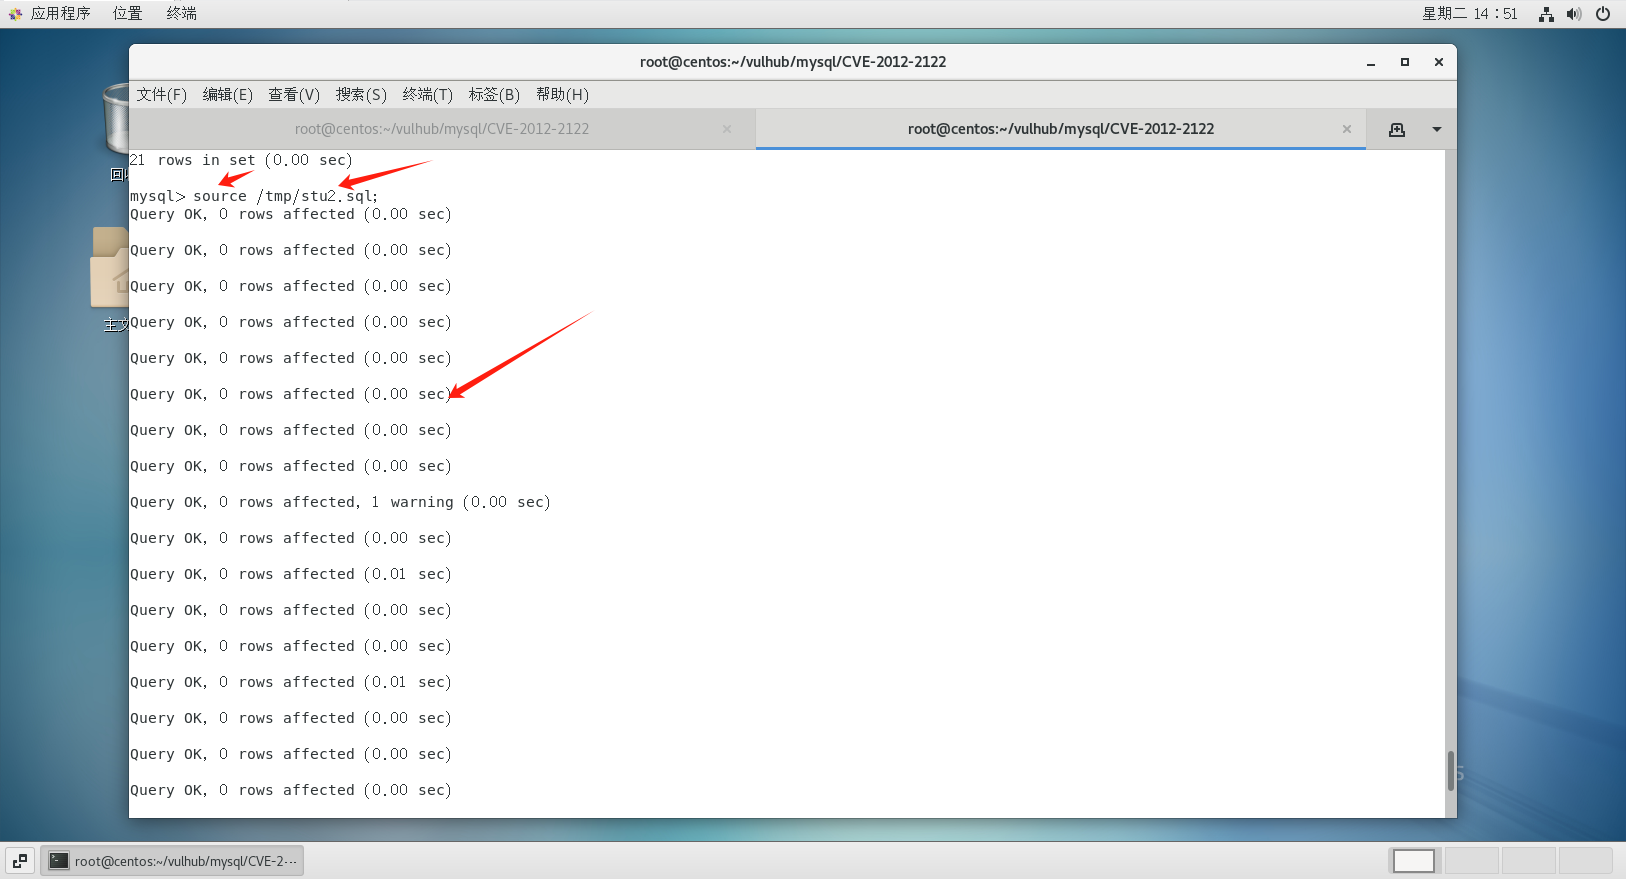 应用程序 位置 终端 星期二 14：51
root@centos:~/vulhub/mysql/CVE-2012-2122
文件(F) 编辑(E) 查看(V) 搜索(S) 终端(T) 标签(B) 帮助(H)
root@centos:~/vulhub/mysql/CVE-2012-2122 root@centos:~/vulhub/mysql/CVE-2012-2122
21 rows in set (0.00 sec)
回
mysql> source /tmp/stu2.sql;
Query OK, 0 rows affected (0.00 sec)
Query OK, 0 rows affected (0.00 sec)
Query OK, 0 rows affected (0.00 sec)
主文
Query OK, 0 rows affected (0.00 sec)
Query OK, 0 rows affected (0.00 sec)
Query OK, 0 rows affected (0.00 sec)
Query OK, 0 rows affected (0.00 sec)
Query OK, 0 rows affected (0.00 sec)
Query OK, 0 rows affected, 1 warning (0.00 sec)
Query OK, 0 rows affected (0.00 sec)
Query OK, 0 rows affected (0.01 sec)
Query OK, 0 rows affected (0.00 sec)
Query OK, 0 rows affected (0.00 sec)
Query OK, 0 rows affected (0.01 sec)
Query OK, 0 rows affected (0.00 sec)
Query OK, 0 rows affected (0.00 sec)
Query OK, 0 rows affected (0.00 sec)
root@centos:~/vulhub/mysql/CVE-2···